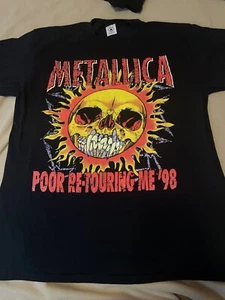 METALLICA
POOR RE-TOURING ME '98